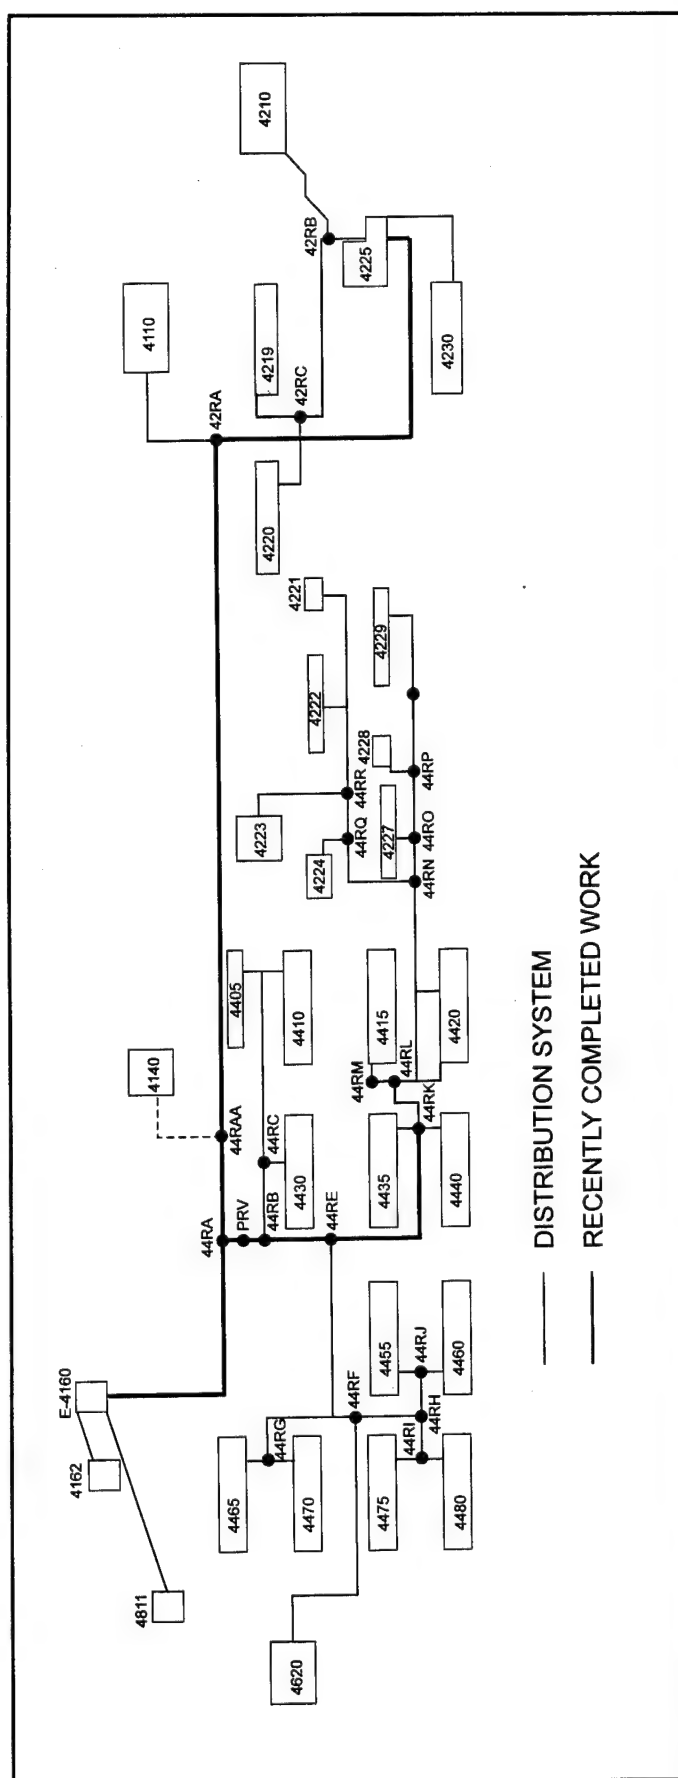 4210
42RB
4225
4230
4110
42RA
4219
42RC
4220
4221
4222
4229
4228
44RP
4223
44RR
44RQ
4224
4227
44RO
44RN
4405
4410
4415
44RM
44RL
4420
44RK
4140
44RAA
44RC
4430
4435
4440
44RA
PRV
44RB
44RE
E-4160
4162
4811
4455
44RJ
4460
44RF
44RH
44RG
44RI
4465
4470
4475
4480
4620
DISTRIBUTION SYSTEM
RECENTLY COMPLETED WORK